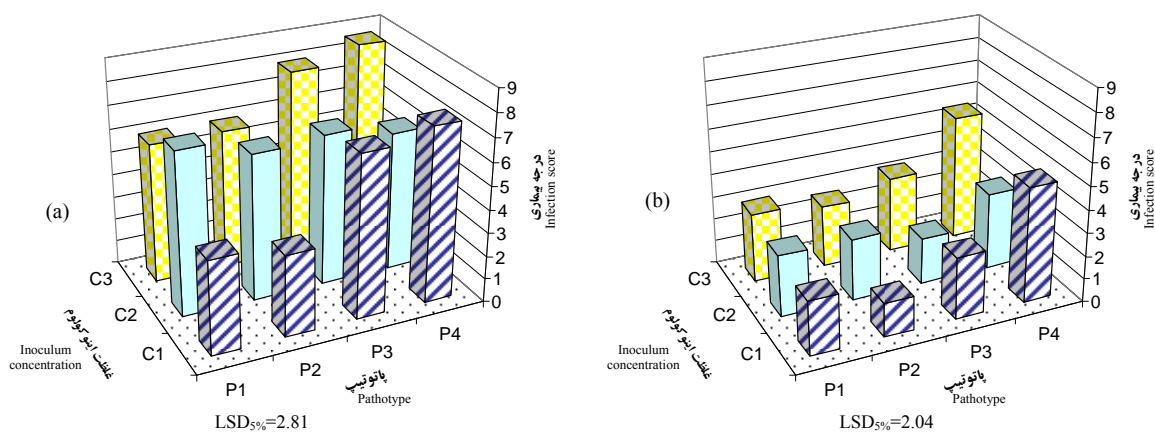 (a)
9
8
7
6
5
4
3
2
1
0
درجه بیماری
Infection score
C3
C2
C1
غلظت اینوکولوم
Inoculum
concentration
P1
P2
P3
P4
پاتوتیپ
Pathotype
LSD5%=2.81
(b)
9
8
7
6
5
4
3
2
1
0
درجه بیماری
Infection score
C3
C2
C1
غلظت اینوکولوم
Inoculum
concentration
P1
P2
P3
P4
پاتوتیپ
Pathotype
LSD5%=2.04